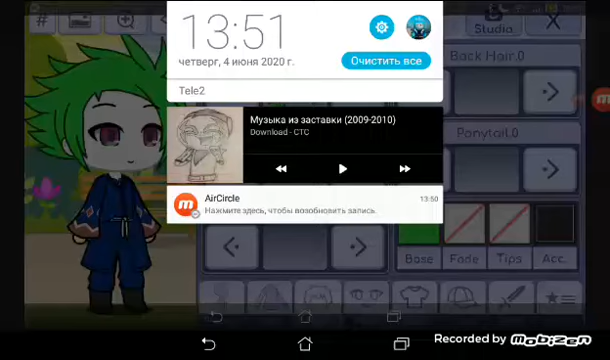 13:51
четверг, 4 июня 2020 г.
Очистить все
Tele2
Музыка из заставки (2009-2010)
Download - СТС
AirCircle
13:50
Нажмите здесь, чтобы возобновить запись.
#
Studio
X
Back Hair.0
Ponytail.0
Base
Fade
Tips
Acc.
Recorded by Mobizen